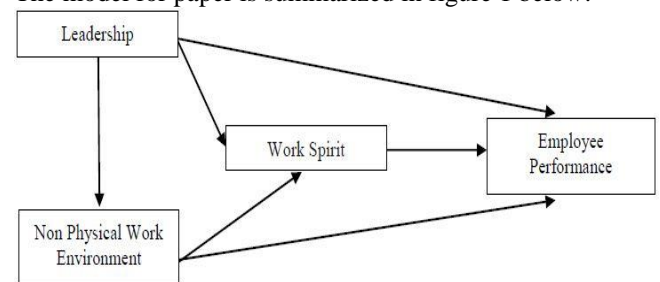 The model for paper is summarized in figure 1 below:
Leadership
Work Spirit
Employee
Performance
Non Physical Work
Environment